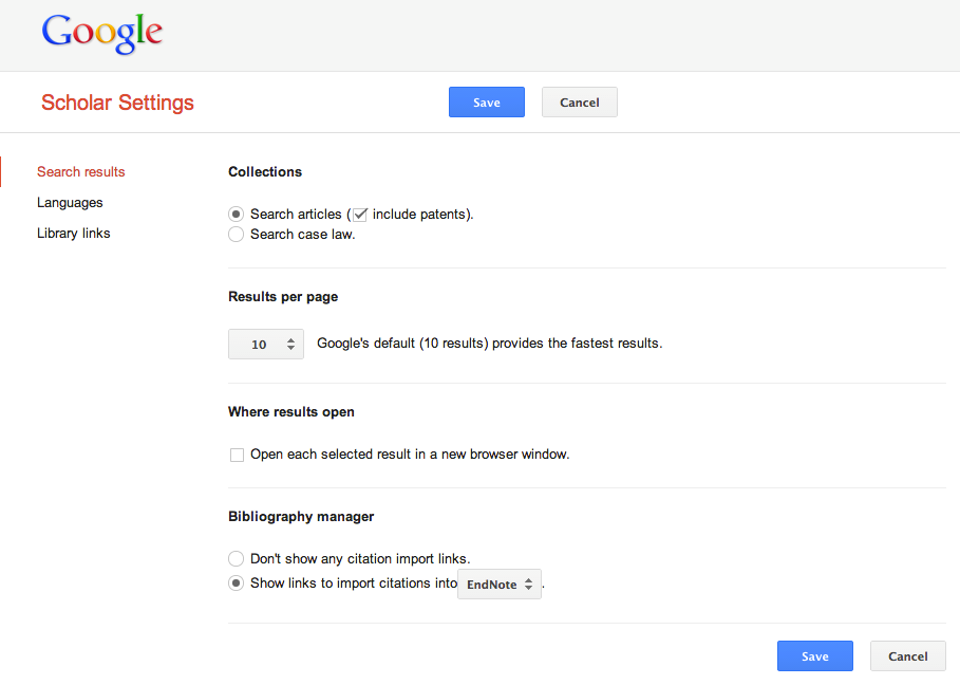 Google
Scholar Settings
Save
Cancel
Search results
Languages
Library links
Collections
Search articles (include patents).
Search case law.
Results per page
10
Google's default (10 results) provides the fastest results.
Where results open
Open each selected result in a new browser window.
Bibliography manager
Don't show any citation import links.
Show links to import citations into EndNote.
Save
Cancel